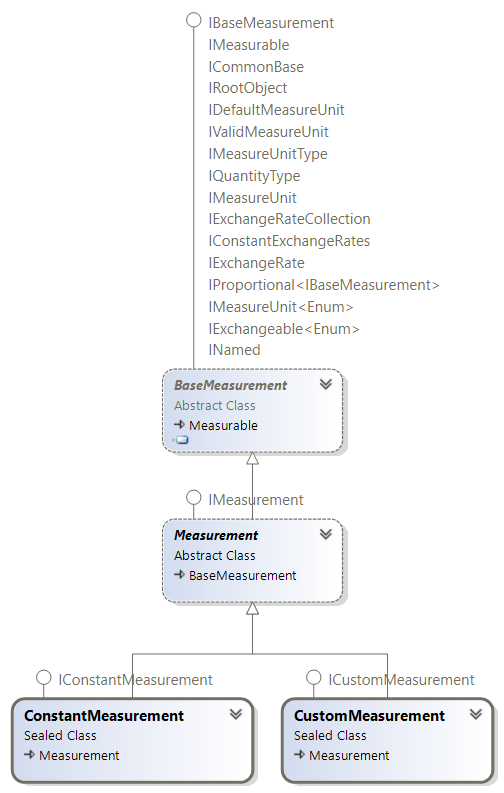 IBaseMeasurement
IMeasurable
ICommonBase
IRootObject
IDefaultMeasureUnit
IValidMeasureUnit
IMeasureUnitType
IQuantityType
IMeasureUnit
IExchangeRateCollection
IConstantExchangeRates
IExchangeRate
IProportional<IBaseMeasurement>
IMeasureUnit<Enum>
IExchangeable<Enum>
INamed
BaseMeasurement
Abstract Class
Measurable
IMeasurement
Measurement
Abstract Class
BaseMeasurement
IConstantMeasurement
ConstantMeasurement
Sealed Class
Measurement
ICustomMeasurement
CustomMeasurement
Sealed Class
Measurement